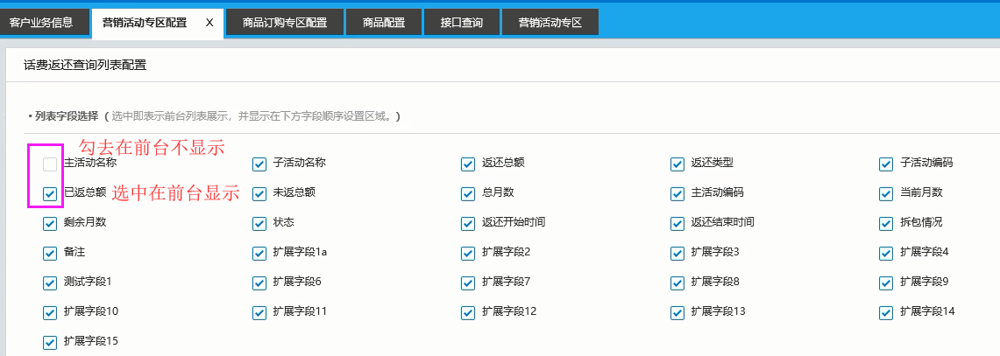 客户业务信息 营销活动专区配置 X 商品订购专区配置 商品配置 接口查询 营销活动专区
话费返还查询列表配置
• 列表字段选择 （ 选中即表示前台列表展示，并显示在下方字段顺序设置区域。）
勾去在前台不显示
主活动名称 子活动名称 返还总额 返还类型 子活动编码
已返总额 选中在前台显示 未返总额 总月数 主活动编码 当前月数
剩余月数 状态 返还开始时间 返还结束时间 拆包情况
备注 扩展字段1a 扩展字段2 扩展字段3 扩展字段4
测试字段1 扩展字段6 扩展字段7 扩展字段8 扩展字段9
扩展字段10 扩展字段11 扩展字段12 扩展字段13 扩展字段14
扩展字段15